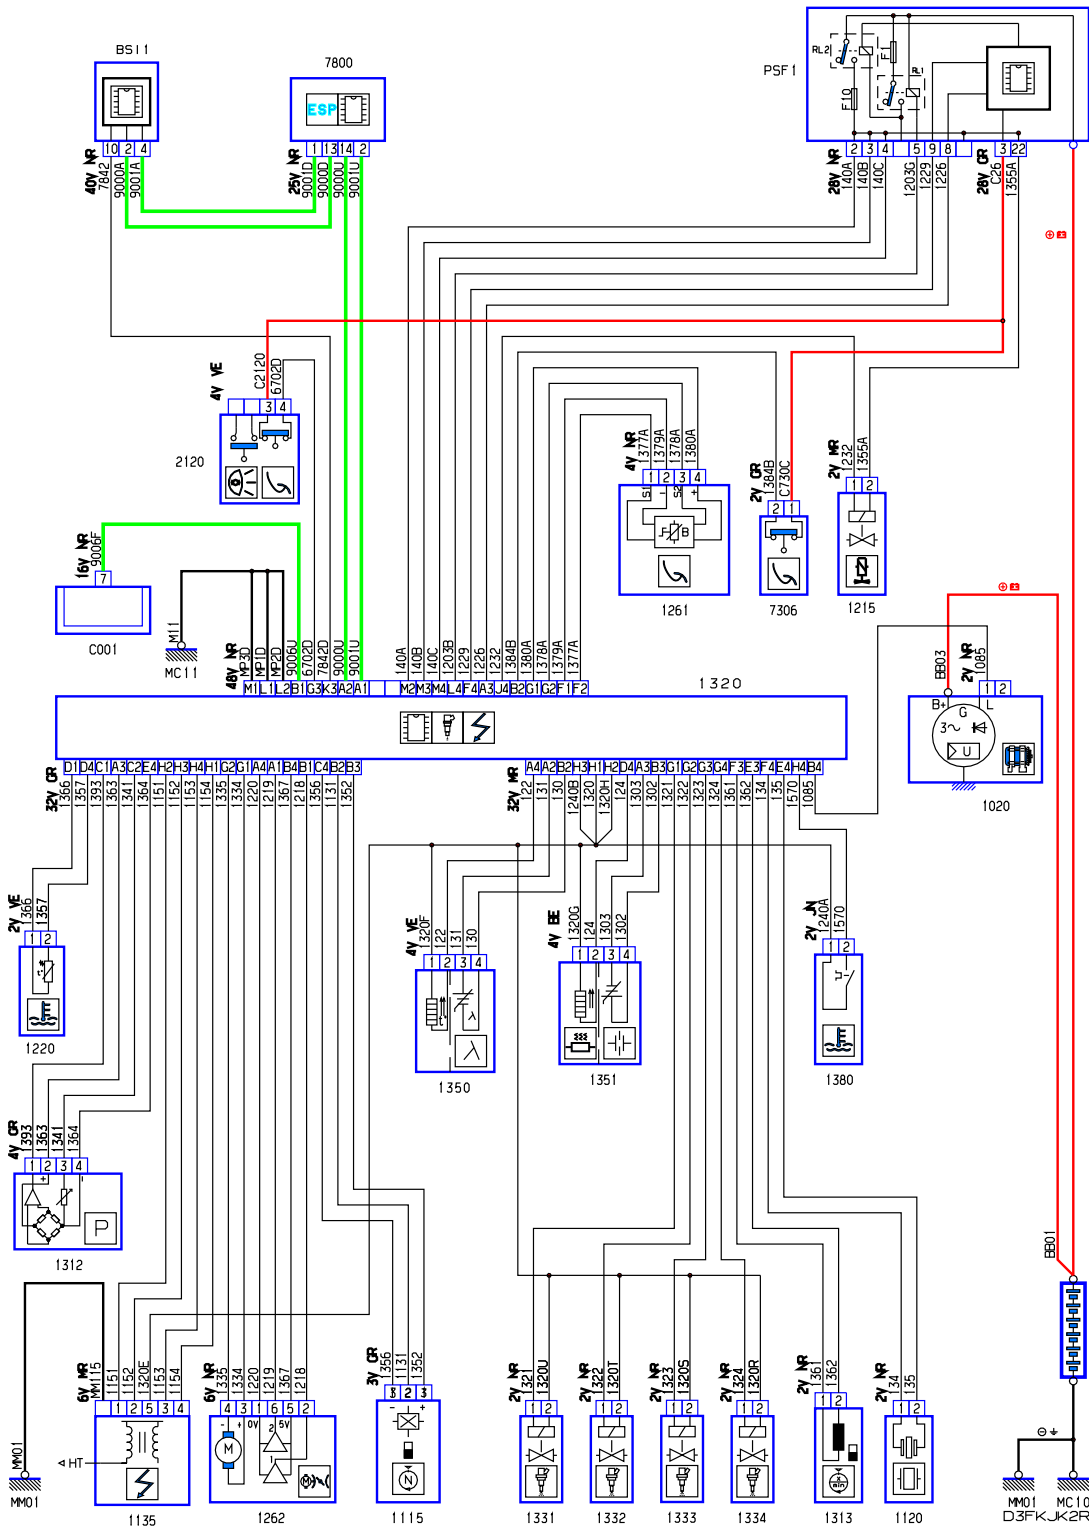 BSI1
7800
PSF1
RL2
F1
RL1
F10
ESP
10 2 4
1 13 14 2
2 3 4 5 9 8 3 22
40V NR
7842
9000A
9001A
25V NR
9001D
9000D
9000U
9001U
28V NR
140A
140B
140C
1203G
1229
1226
28V GR
C26
1355A
4V VE
C2120
6702D
3 4
2120
4V NR
1377A
1379A
1378A
1380A
1 2 3 4
S1 - S2 +
1261
2V GR
1384B
C730C
2 1
7306
2V MR
1232
1355A
1 2
1215
16V NR
9006F
7
C001
M11
MC11
48V NR
MP3D
MP1D
MP2D
9006U
6702D
7842D
9000U
9001U
140A
140B
140C
1203B
1229
1226
1232
1384B
1380A
1378A
1379A
1377A
M1 L1 L2 B1 G3 K3 A2 A1
M2 M3 M4 L4 F4 A3 J4 B2 G1 G2 F1 F2
1320
BB03
2V NR
1085
1 2
B+ G L
3~
U
1020
D1 D4 C1 A3 C2 E4 H2 H3 H4 H1 G2 G1 A4 A1 B4 B1 C4 B2 B3
A4 A2 B2 H3 H1 H2 D4 A3 B3 G1 G2 G3 G4 F3 E3 F4 E4 H4 B4
32V GR
1366
1357
1393
1363
1341
1364
1151
1152
1153
1154
1335
1334
1220
1219
1367
1218
1356
1131
1352
32V MR
122
131
130
1240B
1320
1320H
124
1303
1302
1321
1322
1323
1324
1361
1362
134
135
1570
1085
2V VE
1366
1357
1 2
1220
4V VE
1320F
122
131
130
1 2 3 4
1350
4V BE
1320G
124
1303
1302
1 2 3 4
1351
2V JN
1240A
1570
1 2
1380
4V GR
1393
1363
1341
1364
1 2 3 4
+ -
P
1312
BB01
6V MR
MM115
1151
1152
1320E
1153
1154
6 1 2 5 3 4
HT
1135
MM01
MM01
6V NR
1335
1334
1220
1219
1367
1218
4 3 1 6 5 2
- + 0V 2 5V
M
1262
3V GR
1356
1131
1352
2
- +
N
1115
2V NR
1321
1320U
1 2
1331
2V NR
1322
1320T
1 2
1332
2V NR
1323
1320S
1 2
1333
2V NR
1324
1320R
1 2
1334
2V NR
1361
1362
1 2
1313
2V NR
134
135
1 2
1120
MM01
MC10
D3FKJK2R